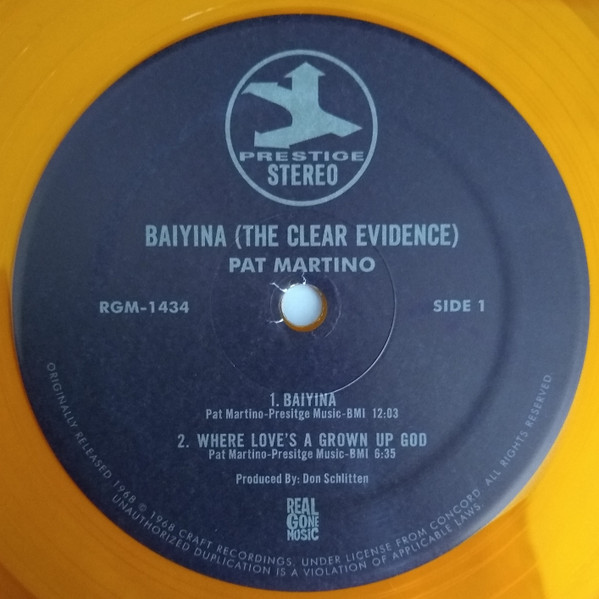 PRESTIGE
STEREO
BAIYINA (THE CLEAR EVIDENCE)
PAT MARTINO
RGM-1434
SIDE 1
1. BAIYINA
Pat Martino-Presitge Music-BMI 12:03
2. WHERE LOVE'S A GROWN UP GOD
Pat Martino-Presitge Music-BMI 6:35
Produced By: Don Schlitten
REAL
GONE
MUSIC
ORIGINALLY RELEASED 1968 © 1968 CRAFT RECORDINGS, UNDER LICENSE FROM CONCORD. ALL RIGHTS RESERVED.
UNAUTHORIZED DUPLICATION IS A VIOLATION OF APPLICABLE LAWS.